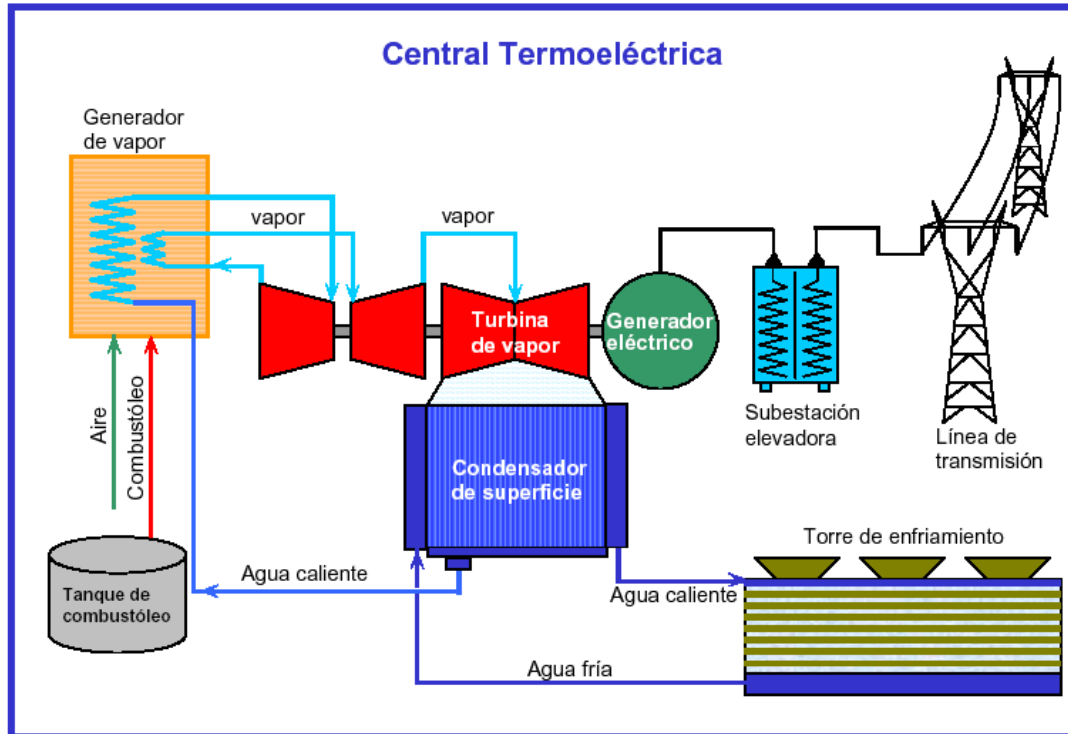 Central Termoeléctrica
Generador
de vapor
vapor
vapor
Turbina
de vapor
Generador
eléctrico
Subestación
elevadora
Línea de
transmisión
Aire
Combustóleo
Condensador
de superficie
Torre de enfriamiento
Agua caliente
Agua caliente
Tanque de
combustóleo
Agua fría